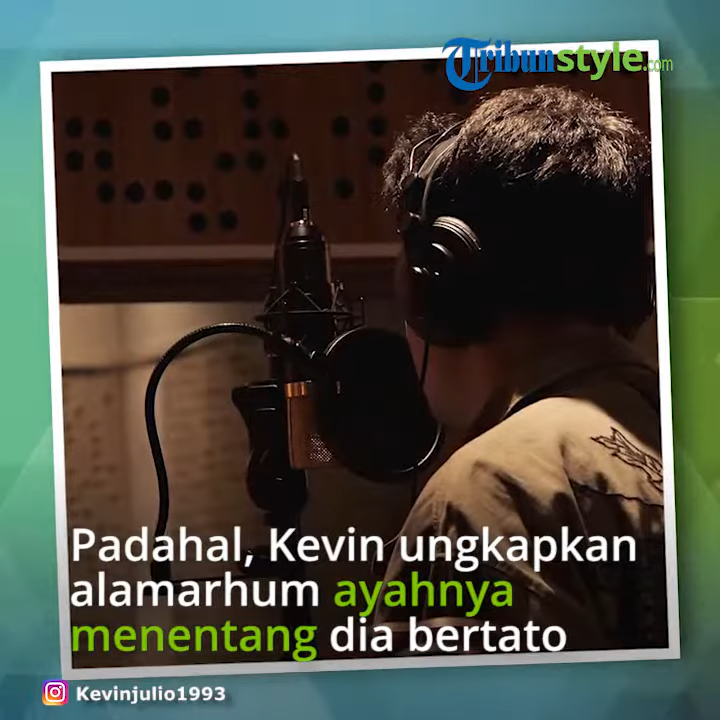 Tribunstyle.com
Padahal, Kevin ungkapkan
alamarhum ayahnya
menentang dia bertato
Kevinjulio1993